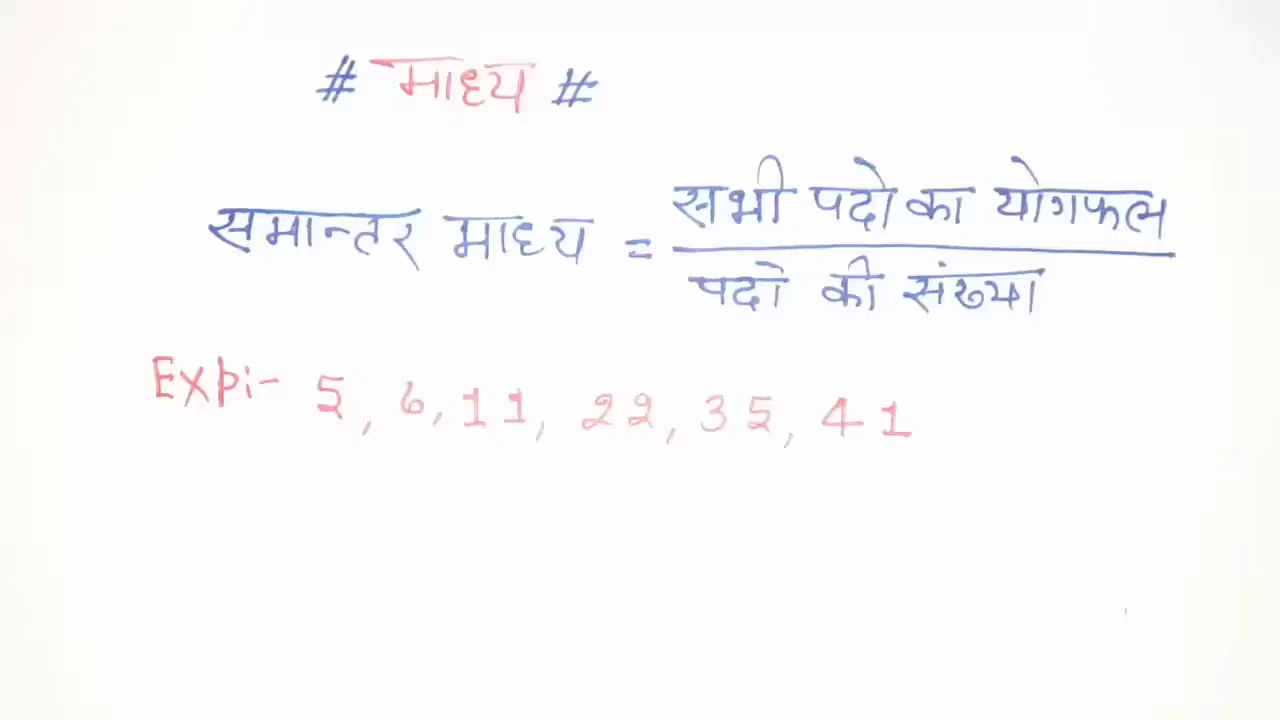 # माध्य #
समान्तर माध्य = सभी पदो का योगफल
पदो की संख्या
Exp:- 5, 6, 11, 22, 35, 41